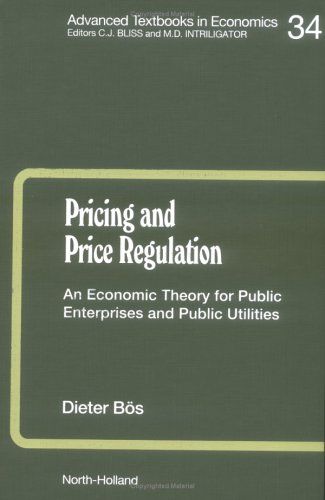 Advanced Textbooks in Economics
Editors C.J. BLISS and M.D. INTRILIGATOR
34
Pricing and
Price Regulation
An Economic Theory for Public
Enterprises and Public Utilities
Dieter Bös
North-Holland